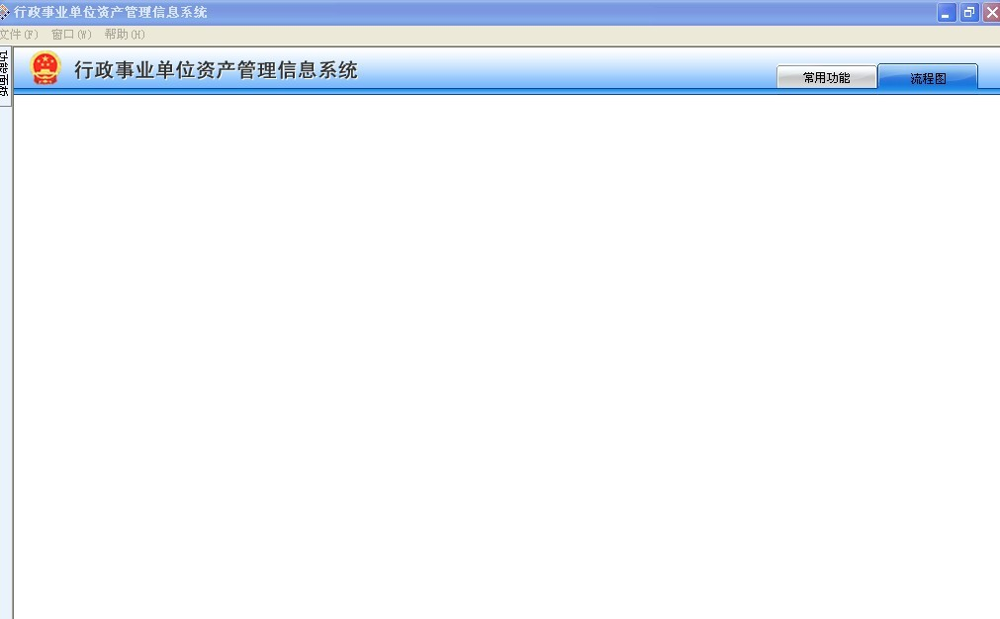 行政事业单位资产管理信息系统
文件(F) 窗口(W) 帮助(H)
功能面板
行政事业单位资产管理信息系统
常用功能
流程图